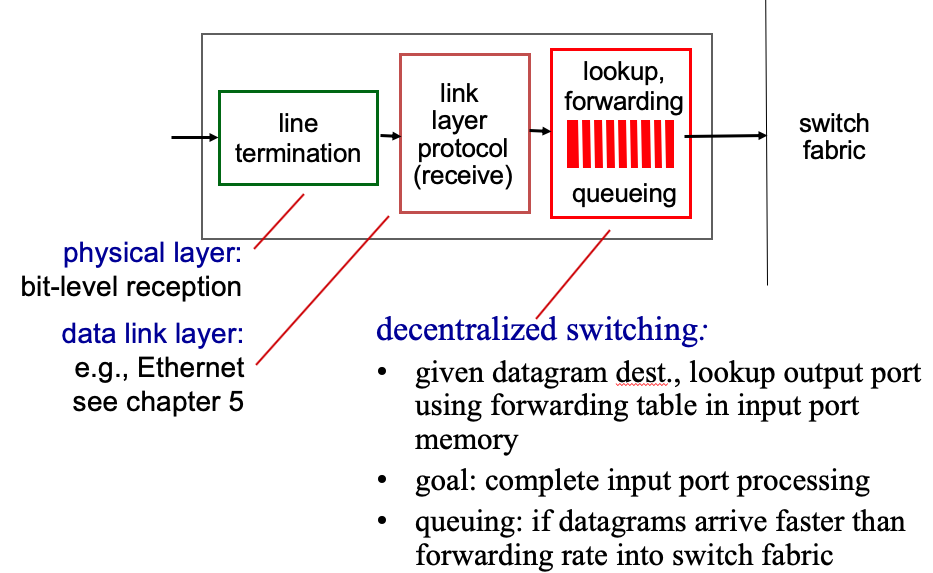 line
termination
link
layer
protocol
(receive)
lookup,
forwarding
queueing
switch
fabric
physical layer:
bit-level reception
data link layer:
e.g., Ethernet
see chapter 5
decentralized switching:
• given datagram dest., lookup output port
using forwarding table in input port
memory
• goal: complete input port processing
• queuing: if datagrams arrive faster than
forwarding rate into switch fabric